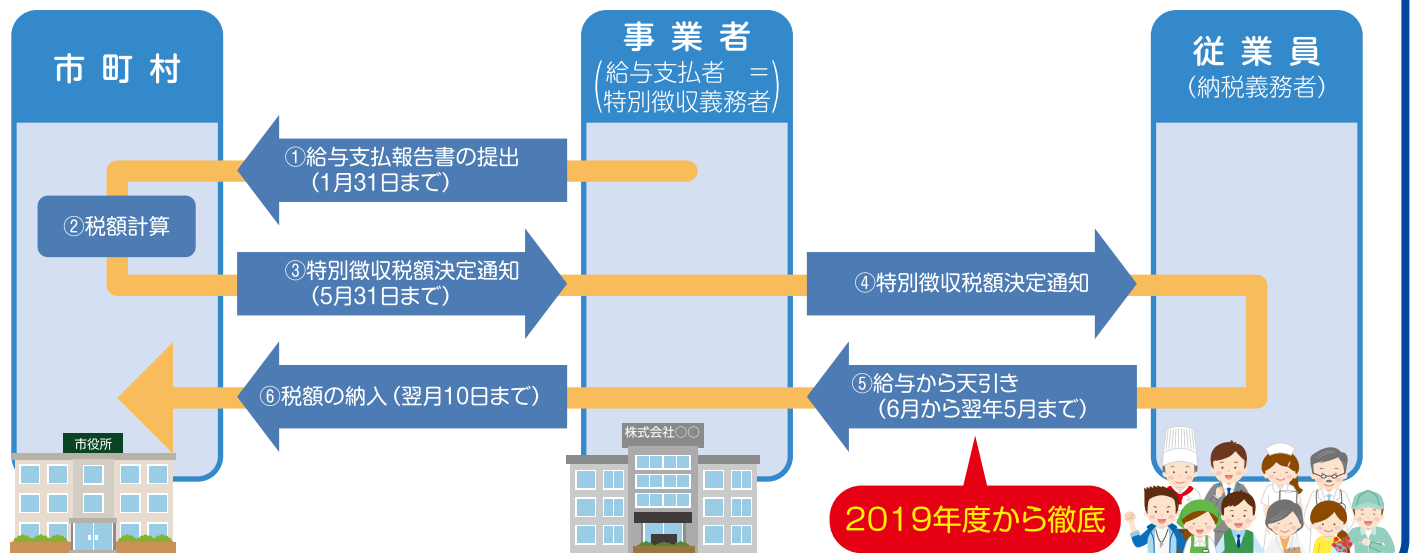 市町村
事業者
(給与支払者 =
特別徴収義務者)
従業員
(納税義務者)
①給与支払報告書の提出
(1月31日まで)
②税額計算
③特別徴収税額決定通知
(5月31日まで)
④特別徴収税額決定通知
⑤給与から天引き
(6月から翌年5月まで)
⑥税額の納入(翌月10日まで)
市役所
株式会社○○
2019年度から徹底